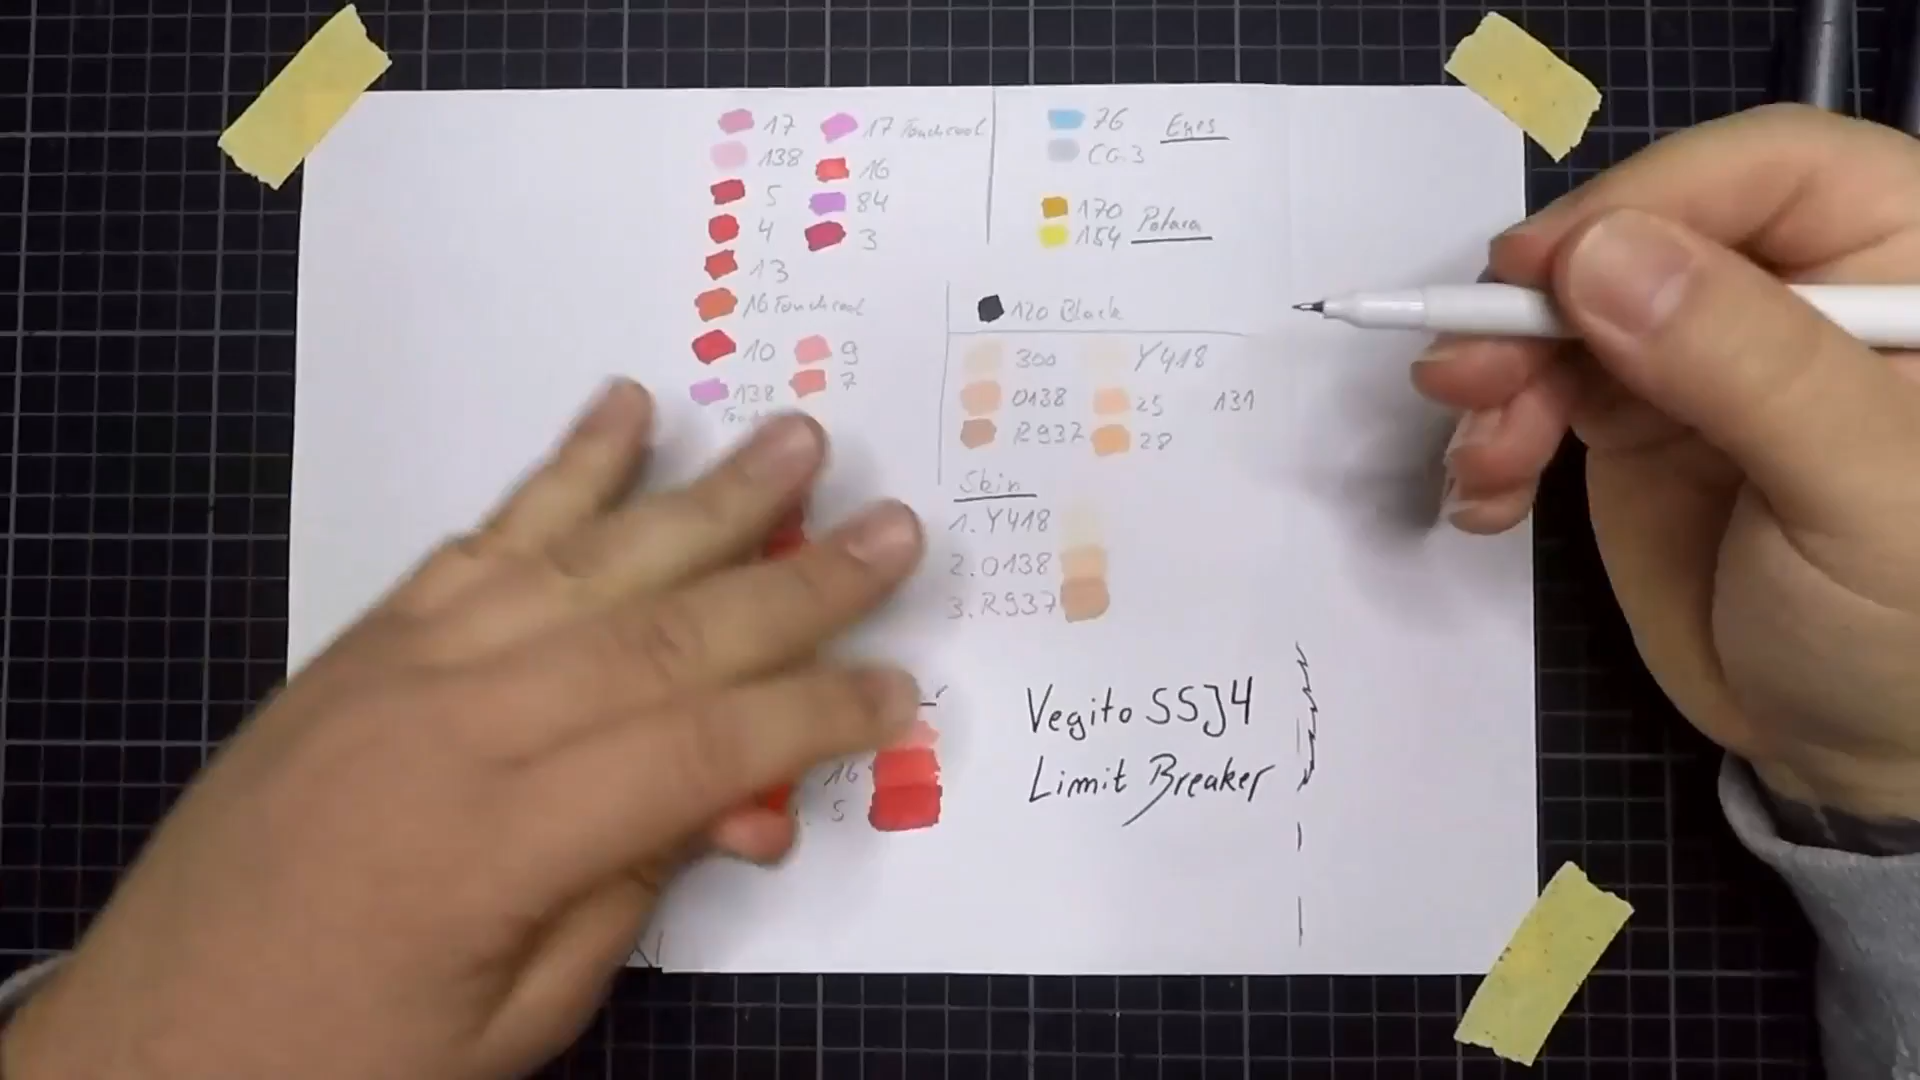 17 17 Touchcool
138 16
5 84
4 3
13
16 Touchcool
10 9
138 7
76 Eyes
CG.3
170 Potara
154
120 Black
300 Y418
0138 25 131
R937 28
Skin
1. Y418
2. 0138
3. R937
16
5
Vegito SSJ4
Limit Breaker